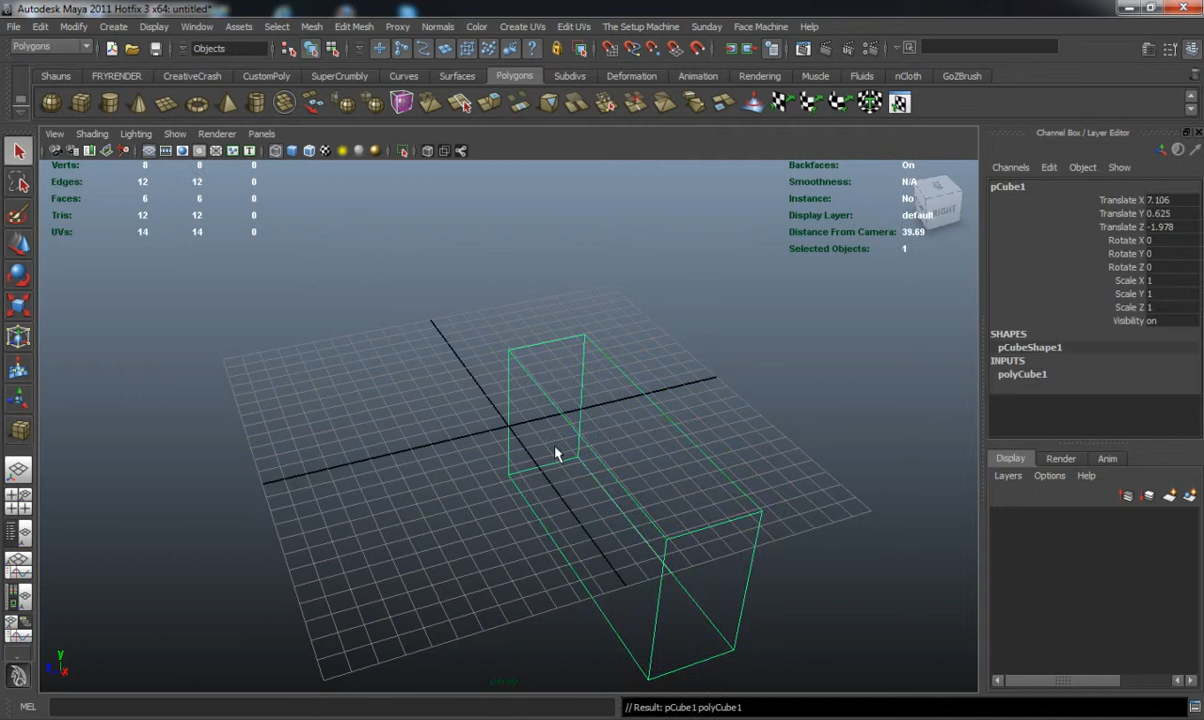 Autodesk Maya 2011 Hotfix 3 x64: untitled*
File Edit Modify Create Display Window Assets Select Mesh Edit Mesh Proxy Normals Color Create UVs Edit UVs The Setup Machine Sunday Face Machine Help
Polygons Objects
Shauns FRYRENDER CreativeCrash CustomPoly SuperCrumbly Curves Surfaces Polygons Subdivs Deformation Animation Rendering Muscle Fluids nCloth GoZBrush
View Shading Lighting Show Renderer Panels
Channel Box / Layer Editor
Channels Edit Object Show
Verts: 8 8 0
Edges: 12 12 0
Faces: 6 6 0
Tris: 12 12 0
UVs: 14 14 0
Backfaces: On
Smoothness: N/A
Instance: No
Display Layer: default
Distance From Camera: 39.69
Selected Objects: 1
RIGHT
pCube1
Translate X 7.106
Translate Y 0.625
Translate Z -1.978
Rotate X 0
Rotate Y 0
Rotate Z 0
Scale X 1
Scale Y 1
Scale Z 1
Visibility on
SHAPES
pCubeShape1
INPUTS
polyCube1
Display Render Anim
Layers Options Help
y
z x
persp
MEL
// Result: pCube1 polyCube1